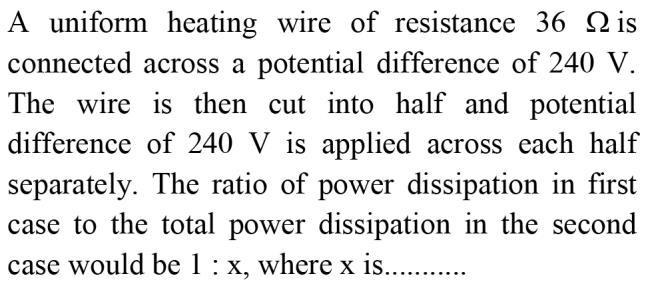 A uniform heating wire of resistance 36 Ω is
connected across a potential difference of 240 V.
The wire is then cut into half and potential
difference of 240 V is applied across each half
separately. The ratio of power dissipation in first
case to the total power dissipation in the second
case would be 1 : x, where x is...........